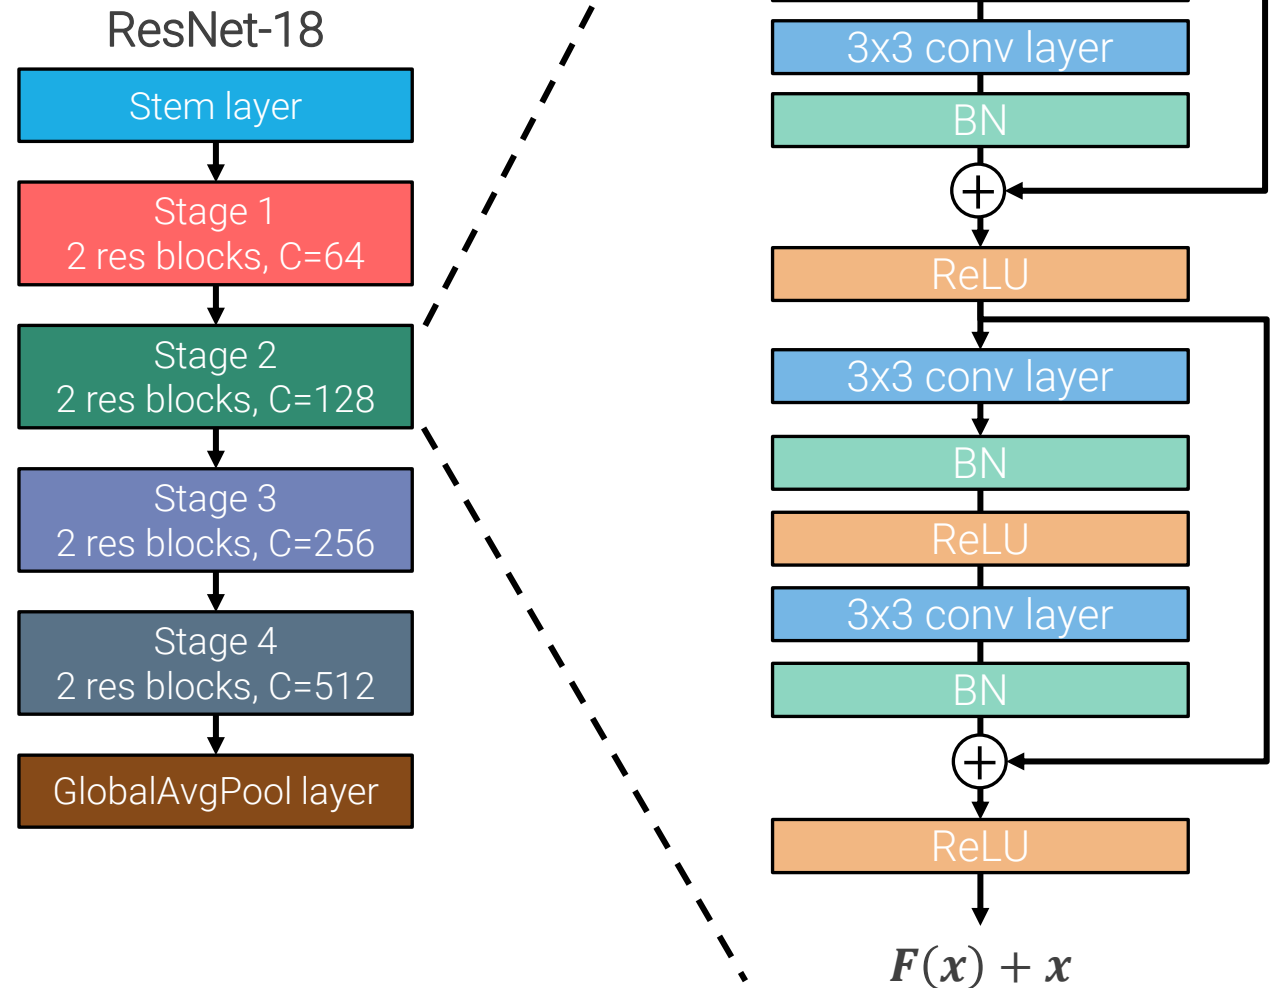 ResNet-18
Stem layer
Stage 1
2 res blocks, C=64
Stage 2
2 res blocks, C=128
Stage 3
2 res blocks, C=256
Stage 4
2 res blocks, C=512
GlobalAvgPool layer
3x3 conv layer
BN
+
ReLU
3x3 conv layer
BN
ReLU
3x3 conv layer
BN
+
ReLU
F(x) + x